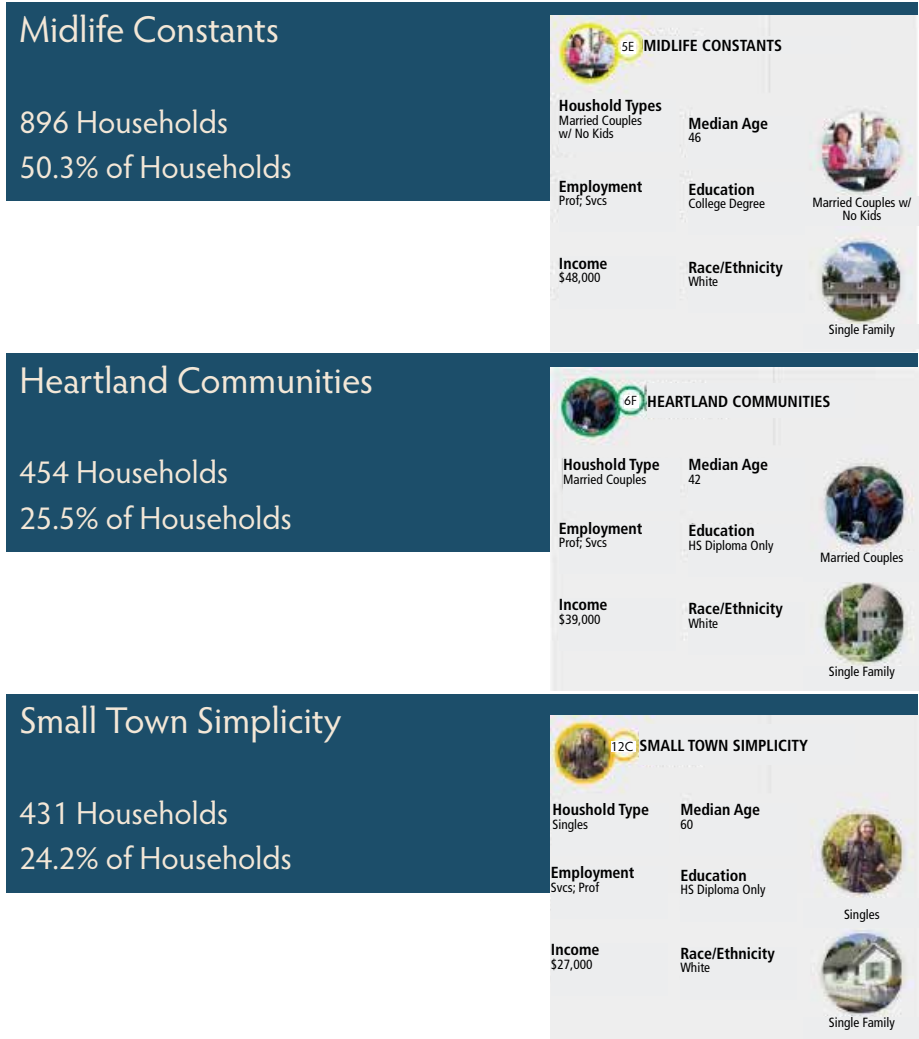 Midlife Constants
896 Households
50.3% of Households
5E MIDLIFE CONSTANTS
Houshold Types
Married Couples
w/ No Kids
Median Age
46
Employment
Prof; Svcs
Education
College Degree
Married Couples w/
No Kids
Income
$48,000
Race/Ethnicity
White
Single Family
Heartland Communities
454 Households
25.5% of Households
6F HEARTLAND COMMUNITIES
Houshold Type
Married Couples
Median Age
42
Employment
Prof; Svcs
Education
HS Diploma Only
Married Couples
Income
$39,000
Race/Ethnicity
White
Single Family
Small Town Simplicity
431 Households
24.2% of Households
12C SMALL TOWN SIMPLICITY
Houshold Type
Singles
Median Age
60
Employment
Svcs; Prof
Education
HS Diploma Only
Singles
Income
$27,000
Race/Ethnicity
White
Single Family